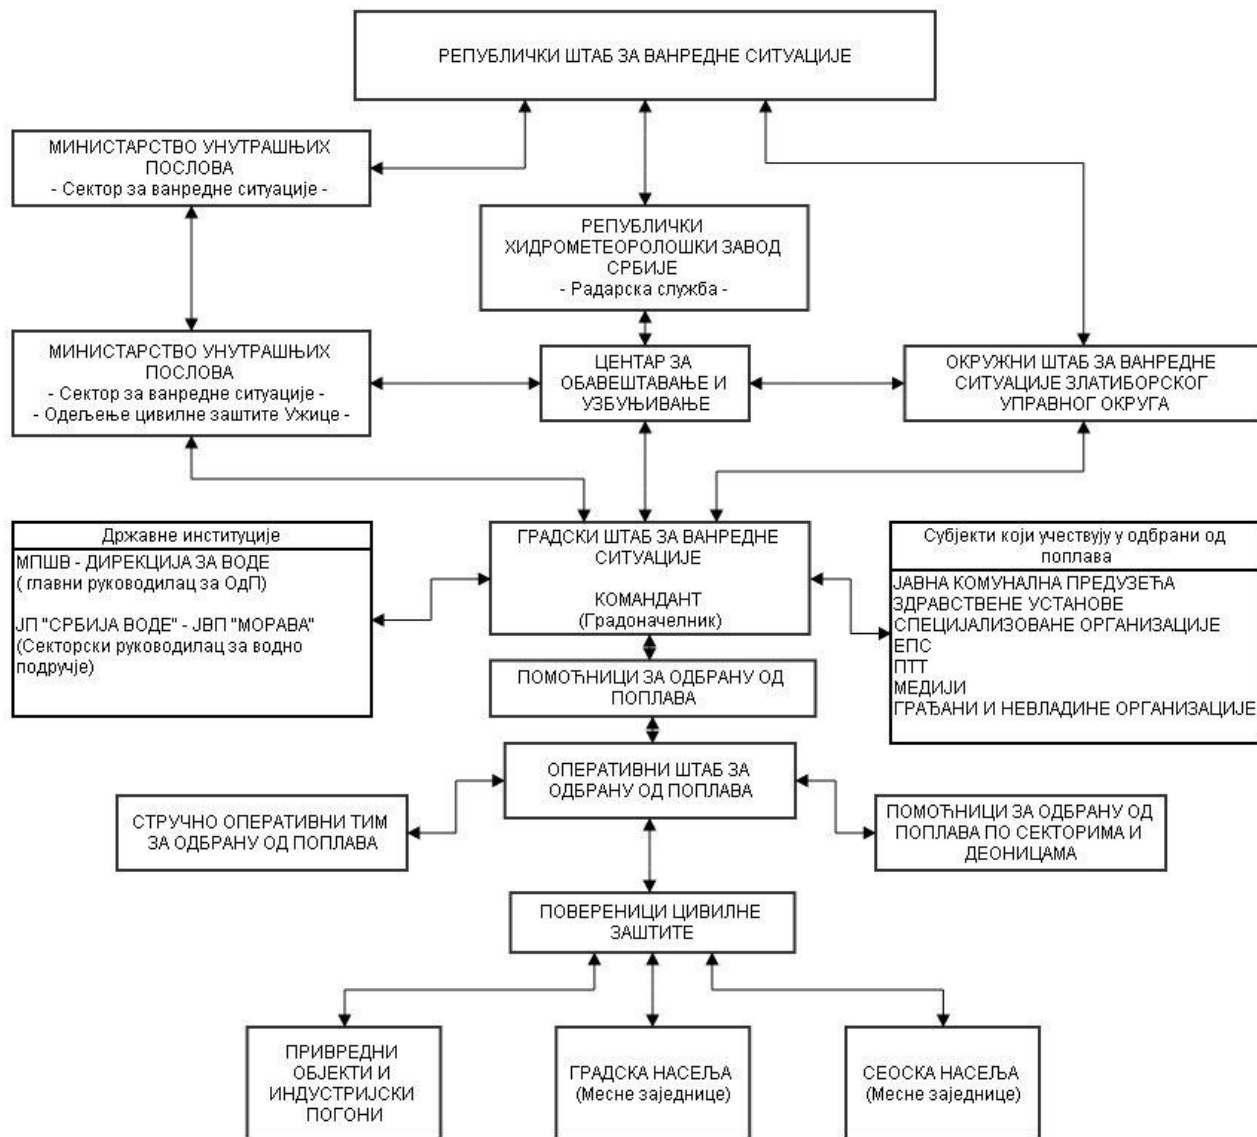 РЕПУБЛИЧКИ ШТАБ ЗА ВАНРЕДНЕ СИТУАЦИЈЕ
МИНИСТАРСТВО УНУТРАШЊИХ
ПОСЛОВА
- Сектор за ванредне ситуације -
РЕПУБЛИЧКИ
ХИДРОМЕТЕОРОЛОШКИ ЗАВОД
СРБИЈЕ
- Радарска служба -
МИНИСТАРСТВО УНУТРАШЊИХ
ПОСЛОВА
- Сектор за ванредне ситуације -
- Одељење цивилне заштите Ужице -
ЦЕНТАР ЗА
ОБАВЕШТАВАЊЕ И
УЗБУЊИВАЊЕ
ОКРУЖНИ ШТАБ ЗА ВАНРЕДНЕ
СИТУАЦИЈЕ ЗЛАТИБОРСКОГ
УПРАВНОГ ОКРУГА
Државне институције
МПШВ - ДИРЕКЦИЈА ЗА ВОДЕ
( главни руководилац за ОдП)
ЈП "СРБИЈА ВОДЕ" - ЈВП "МОРАВА"
(Секторски руководилац за водно
подручје)
ГРАДСКИ ШТАБ ЗА ВАНРЕДНЕ
СИТУАЦИЈЕ
КОМАНДАНТ
(Градоначелник)
Субјекти који учествују у одбрани од
поплава
ЈАВНА КОМУНАЛНА ПРЕДУЗЕЋА
ЗДРАВСТВЕНЕ УСТАНОВЕ
СПЕЦИЈАЛИЗОВАНЕ ОРГАНИЗАЦИЈЕ
ЕПС
ПТТ
МЕДИЈИ
ГРАЂАНИ И НЕВЛАДИНЕ ОРГАНИЗАЦИЈЕ
ПОМОЋНИЦИ ЗА ОДБРАНУ ОД
ПОПЛАВА
ОПЕРАТИВНИ ШТАБ ЗА
ОДБРАНУ ОД ПОПЛАВА
СТРУЧНО ОПЕРАТИВНИ ТИМ
ЗА ОДБРАНУ ОД ПОПЛАВА
ПОМОЋНИЦИ ЗА ОДБРАНУ ОД
ПОПЛАВА ПО СЕКТОРИМА И
ДЕОНИЦАМА
ПОВЕРЕНИЦИ ЦИВИЛНЕ
ЗАШТИТЕ
ПРИВРЕДНИ
ОБЈЕКТИ И
ИНДУСТРИЈСКИ
ПОГОНИ
ГРАДСКА НАСЕЉА
(Месне заједнице)
СЕОСКА НАСЕЉА
(Месне заједнице)